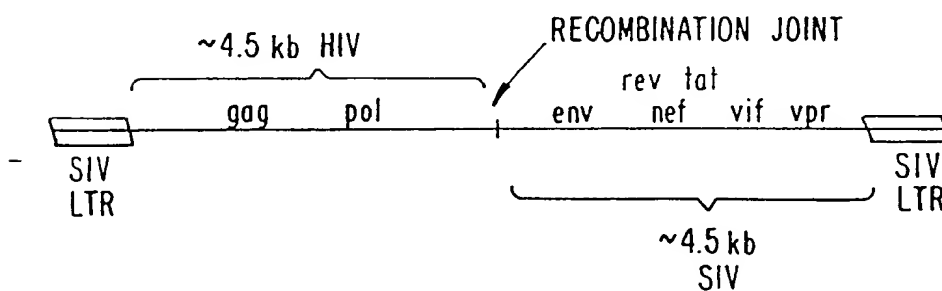 RECOMBINATION JOINT
~4.5 kb HIV
rev tat
gag pol env nef vif vpr
SIV
LTR
SIV
LTR
~4.5 kb
SIV